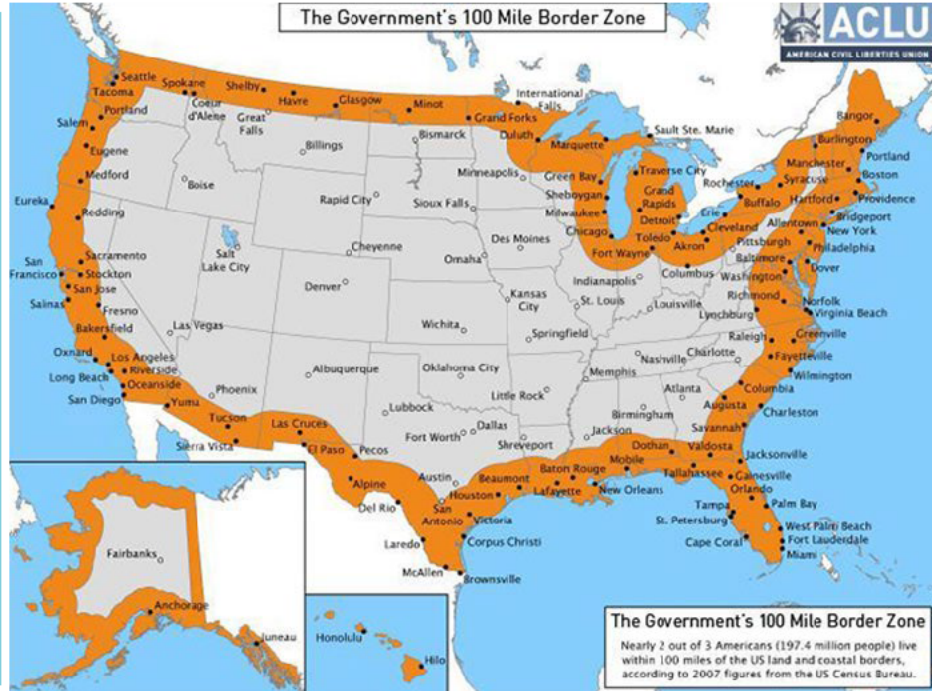 The Government's 100 Mile Border Zone
ACLU
AMERICAN CIVIL LIBERTIES UNION
Seattle
Tacoma
Spokane
Coeur
d'Alene
Shelby
Havre
Great
Falls
Glasgow
Minot
Grand Forks
International
Falls
Duluth
Marquette
Sault Ste. Marie
Portland
Salem
Eugene
Medford
Eureka
Redding
Boise
Billings
Bismarck
Rapid City
Sioux Falls
Minneapolis
Green Bay
Sheboygan
Milwaukee
Chicago
Traverse City
Grand
Rapids
Detroit
Toledo
Fort Wayne
Akron
Cleveland
Erie
Columbus
Rochester
Buffalo
Syracuse
Bangor
Burlington
Manchester
Portland
Boston
Hartford
Providence
Bridgeport
New York
Allentown
Pittsburgh
Philadelphia
Baltimore
Dover
Washington
Richmond
Norfolk
Virginia Beach
Lynchburg
Raleigh
Greenville
Fayetteville
Wilmington
Charlotte
Columbia
Augusta
Charleston
Savannah
Sacramento
San
Francisco
Stockton
San Jose
Salinas
Fresno
Bakersfield
Las Vegas
Oxnard
Los Angeles
Riverside
Long Beach
Oceanside
San Diego
Yuma
Phoenix
Tucson
Sierra Vista
Salt
Lake City
Cheyenne
Denver
Omaha
Des Moines
Kansas
City
Wichita
Springfield
St. Louis
Indianapolis
Louisville
Nashville
Memphis
Atlanta
Birmingham
Jackson
Little Rock
Oklahoma City
Albuquerque
Lubbock
Dallas
Fort Worth
Shreveport
Las Cruces
El Paso
Pecos
Alpine
Del Rio
Austin
San
Antonio
Houston
Beaumont
Victoria
Laredo
Corpus Christi
McAllen
Brownsville
Lafayette
Baton Rouge
New Orleans
Mobile
Dothan
Valdosta
Tallahassee
Jacksonville
Gainesville
Orlando
Palm Bay
Tampa
St. Petersburg
West Palm Beach
Fort Lauderdale
Cape Coral
Miami
Fairbanks
Anchorage
Juneau
Honolulu
Hilo
The Government's 100 Mile Border Zone
Nearly 2 out of 3 Americans (197.4 million people) live
within 100 miles of the US land and coastal borders,
according to 2007 figures from the US Census Bureau.